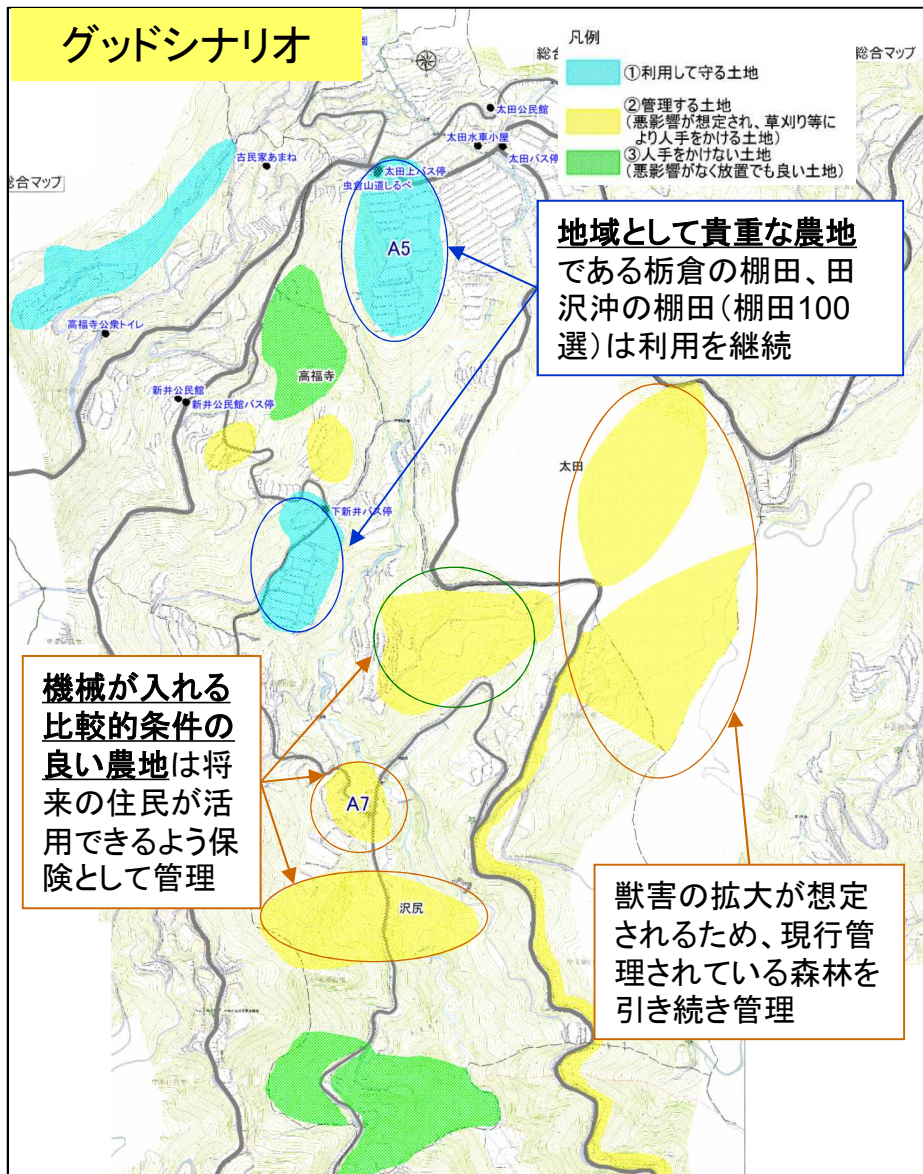 グッドシナリオ
凡例
総合マップ
①利用して守る土地
②管理する土地
(悪影響が想定され、草刈り等に
より人手をかける土地)
③人手をかけない土地
(悪影響がなく放置でも良い土地)
太田公民館
太田水車小屋
太田バス停
古民家あまね
太田上バス停
虫倉山道しるべ
総合マップ
A5
地域として貴重な農地
である栃倉の棚田、田
沢沖の棚田(棚田100
選)は利用を継続
高福寺公衆トイレ
高福寺
新井公民館
新井公民館バス停
太田
下新井バス停
機械が入れる
比較的条件の
良い農地は将
来の住民が活
用できるよう保
険として管理
A7
沢尻
獣害の拡大が想定
されるため、現行管
理されている森林を
引き続き管理